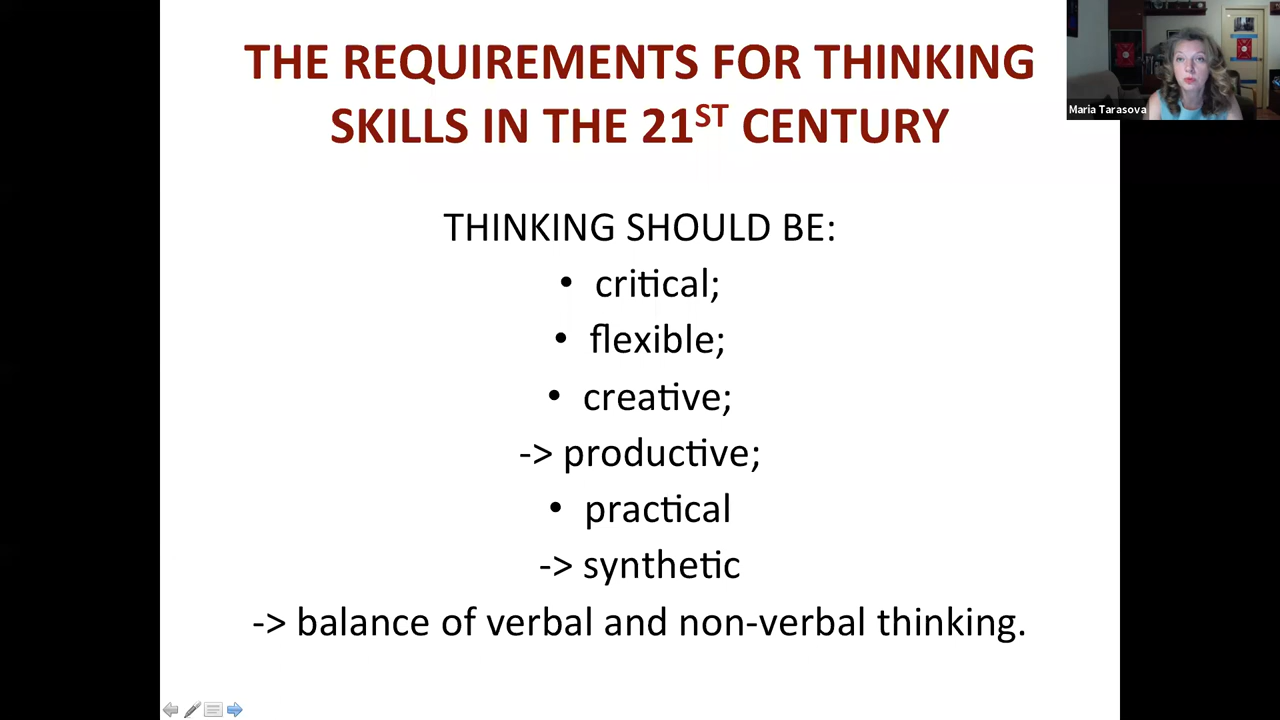 THE REQUIREMENTS FOR THINKING
SKILLS IN THE 21ST CENTURY
Maria Tarasova
THINKING SHOULD BE:
• critical;
• flexible;
• creative;
-> productive;
• practical
-> synthetic
-> balance of verbal and non-verbal thinking.